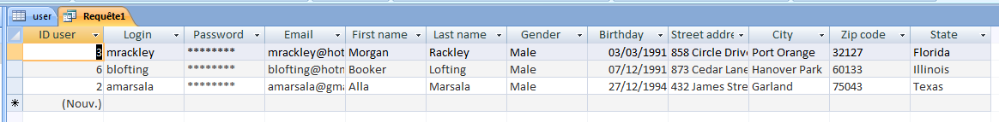 user Requête1
ID user Login Password Email First name Last name Gender Birthday Street addre City Zip code State
3 mrackley ******** mrackley@hot Morgan Rackley Male 03/03/1991 858 Circle Drive Port Orange 32127 Florida
6 blofting ******** blofting@hotn Booker Lofting Male 07/12/1991 873 Cedar Lane Hanover Park 60133 Illinois
2 amarsala ******** amarsala@gma Alla Marsala Male 27/12/1994 432 James Stre Garland 75043 Texas
(Nouv.)